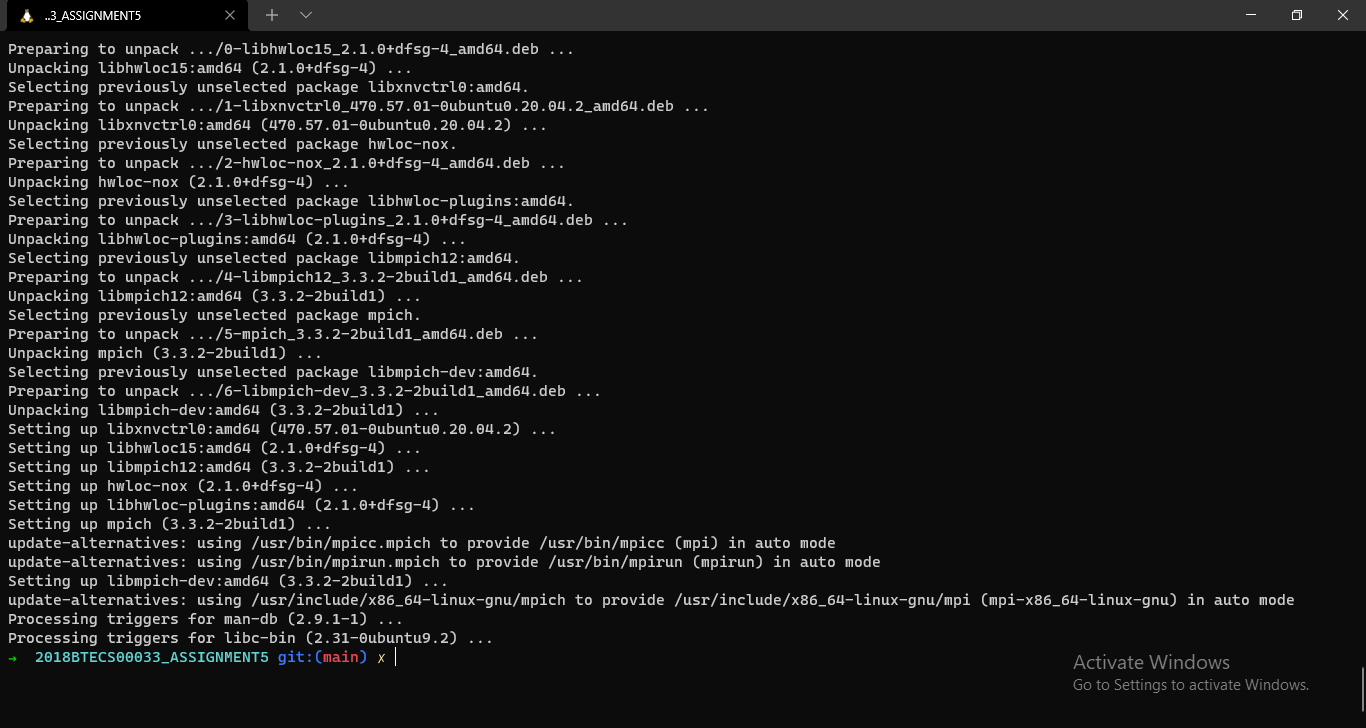 ..3_ASSIGNMENT5
Preparing to unpack .../0-libhwloc15_2.1.0+dfsg-4_amd64.deb ...
Unpacking libhwloc15:amd64 (2.1.0+dfsg-4) ...
Selecting previously unselected package libxnvctrl0:amd64.
Preparing to unpack .../1-libxnvctrl0_470.57.01-0ubuntu0.20.04.2_amd64.deb ...
Unpacking libxnvctrl0:amd64 (470.57.01-0ubuntu0.20.04.2) ...
Selecting previously unselected package hwloc-nox.
Preparing to unpack .../2-hwloc-nox_2.1.0+dfsg-4_amd64.deb ...
Unpacking hwloc-nox (2.1.0+dfsg-4) ...
Selecting previously unselected package libhwloc-plugins:amd64.
Preparing to unpack .../3-libhwloc-plugins_2.1.0+dfsg-4_amd64.deb ...
Unpacking libhwloc-plugins:amd64 (2.1.0+dfsg-4) ...
Selecting previously unselected package libmpich12:amd64.
Preparing to unpack .../4-libmpich12_3.3.2-2build1_amd64.deb ...
Unpacking libmpich12:amd64 (3.3.2-2build1) ...
Selecting previously unselected package mpich.
Preparing to unpack .../5-mpich_3.3.2-2build1_amd64.deb ...
Unpacking mpich (3.3.2-2build1) ...
Selecting previously unselected package libmpich-dev:amd64.
Preparing to unpack .../6-libmpich-dev_3.3.2-2build1_amd64.deb ...
Unpacking libmpich-dev:amd64 (3.3.2-2build1) ...
Setting up libxnvctrl0:amd64 (470.57.01-0ubuntu0.20.04.2) ...
Setting up libhwloc15:amd64 (2.1.0+dfsg-4) ...
Setting up libmpich12:amd64 (3.3.2-2build1) ...
Setting up hwloc-nox (2.1.0+dfsg-4) ...
Setting up libhwloc-plugins:amd64 (2.1.0+dfsg-4) ...
Setting up mpich (3.3.2-2build1) ...
update-alternatives: using /usr/bin/mpicc.mpich to provide /usr/bin/mpicc (mpi) in auto mode
update-alternatives: using /usr/bin/mpirun.mpich to provide /usr/bin/mpirun (mpirun) in auto mode
Setting up libmpich-dev:amd64 (3.3.2-2build1) ...
update-alternatives: using /usr/include/x86_64-linux-gnu/mpich to provide /usr/include/x86_64-linux-gnu/mpi (mpi-x86_64-linux-gnu) in auto mode
Processing triggers for man-db (2.9.1-1) ...
Processing triggers for libc-bin (2.31-0ubuntu9.2) ...
→ 2018BTECS00033_ASSIGNMENT5 git:(main) ✗
Activate Windows
Go to Settings to activate Windows.